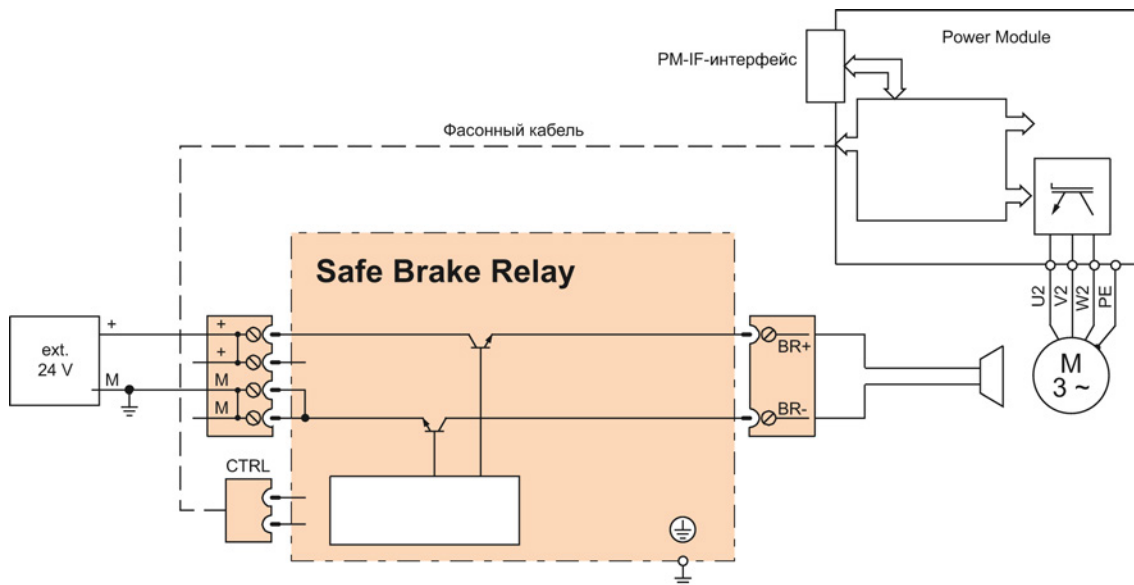 Power Module
PM-IF-интерфейс
Фасонный кабель
Safe Brake Relay
U2
V2
W2
PE
ext.
24 V
+
M
+
+
M
M
BR+
BR-
M
3 ~
CTRL